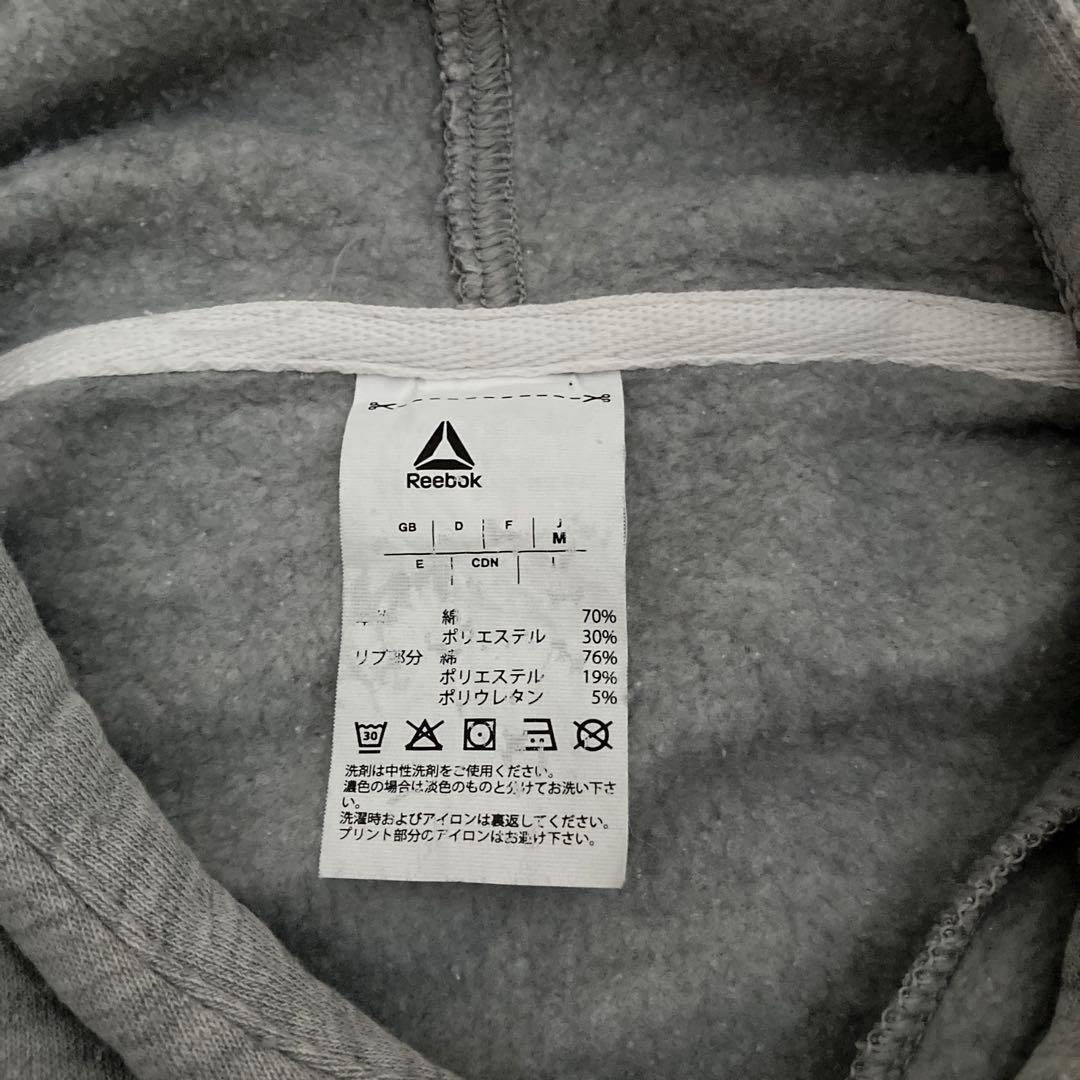 Reebok
GB D F J
M
E CDN I
綿 70%
ポリエステル 30%
リブ部分 綿 76%
ポリエステル 19%
ポリウレタン 5%
30
洗剤は中性洗剤をご使用ください。
濃色の場合は淡色のものと分けてお洗い下さ
い。
洗濯時およびアイロンは裏返してください。
プリント部分のアイロンはお避け下さい。